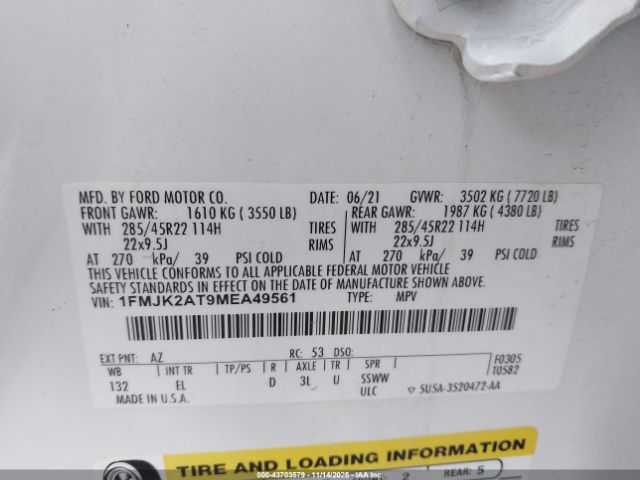 MFD. BY FORD MOTOR CO. DATE: 06/21 GVWR: 3502 KG ( 7720 LB)
FRONT GAWR: 1610 KG ( 3550 LB) REAR GAWR: 1987 KG ( 4380 LB)
WITH 285/45R22 114H TIRES WITH 285/45R22 114H TIRES
22x9.5J RIMS 22x9.5J RIMS
AT 270 kPa/ 39 PSI COLD AT 270 kPa/ 39 PSI COLD
THIS VEHICLE CONFORMS TO ALL APPLICABLE FEDERAL MOTOR VEHICLE
SAFETY STANDARDS IN EFFECT ON THE DATE OF MANUFACTURE SHOWN ABOVE.
VIN: 1FMJK2AT9MEA49561 TYPE: MPV
EXT PNT: AZ RC: 53 DSO: F0305
WB INT TR TP/PS R AXLE TR SPR T0582
132 EL D 3L U SSWW
MADE IN U.S.A. ULC 5U5A-3520472-AA
TIRE AND LOADING INFORMATION
2 REAR: 5
000-43703579 - 11/14/2025 - IAAI.COM